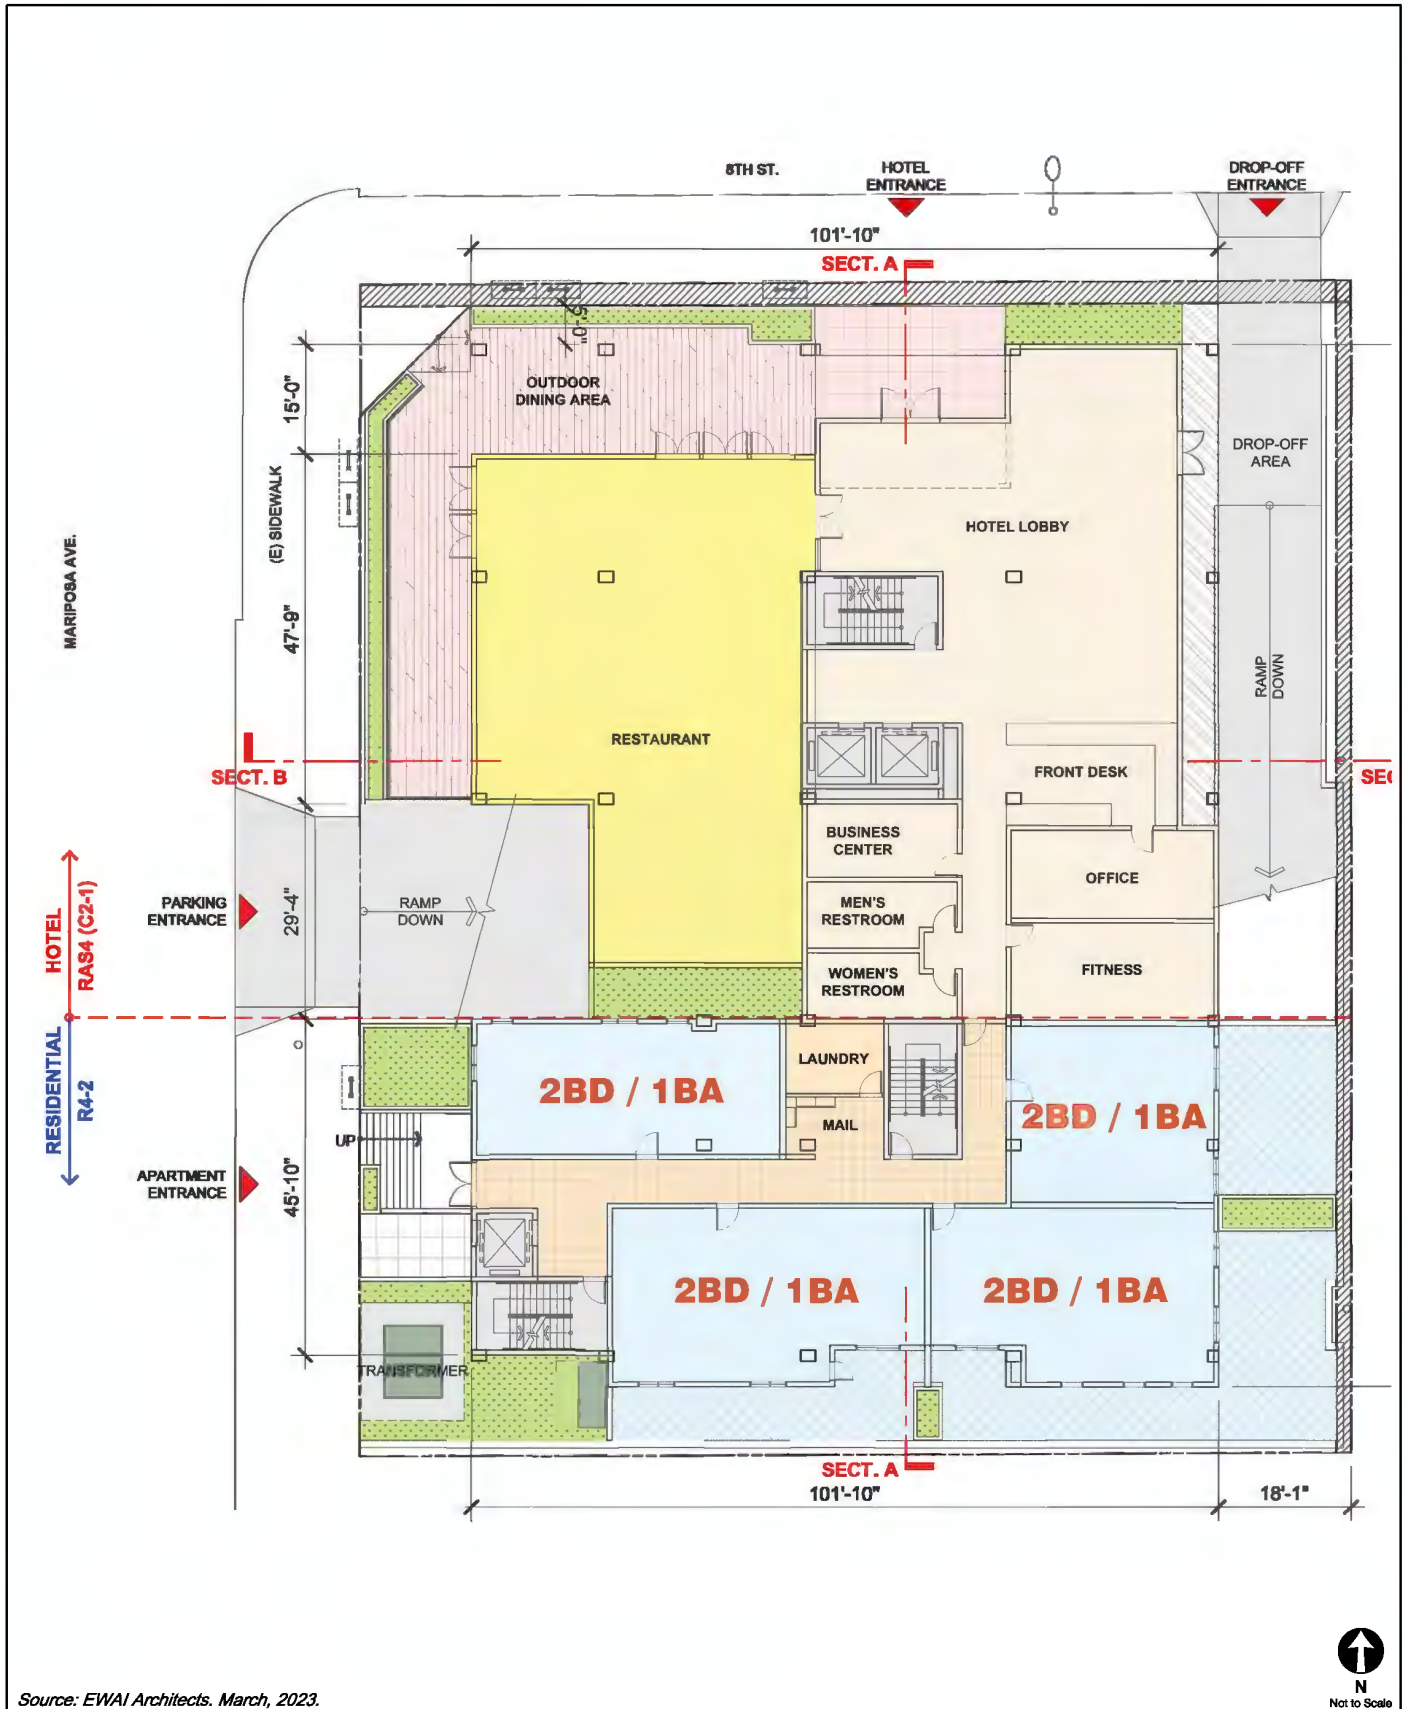 8TH ST.
HOTEL
ENTRANCE
DROP-OFF
ENTRANCE
101'-10"
SECT. A
5'-0"
15'-0"
OUTDOOR
DINING AREA
DROP-OFF
AREA
(E) SIDEWALK
HOTEL LOBBY
MARIPOSA AVE.
47'-9"
RAMP
DOWN
RESTAURANT
SECT. B
FRONT DESK
SEC
BUSINESS
CENTER
OFFICE
HOTEL
RAS4 (C2-1)
PARKING
ENTRANCE
29'-4"
RAMP
DOWN
MEN'S
RESTROOM
WOMEN'S
RESTROOM
FITNESS
RESIDENTIAL
R4-2
2BD / 1BA
LAUNDRY
MAIL
2BD / 1BA
UP
APARTMENT
ENTRANCE
45'-10"
2BD / 1BA
2BD / 1BA
TRANSFORMER
SECT. A
101'-10"
18'-1"
N
Not to Scale
Source: EWAI Architects. March, 2023.